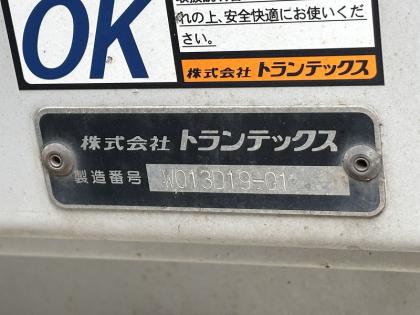 OK
れの上、安全快適にお使いくだ
さい。
株式会社 トランテックス
株式会社 トランテックス
製造番号 W013D19-01